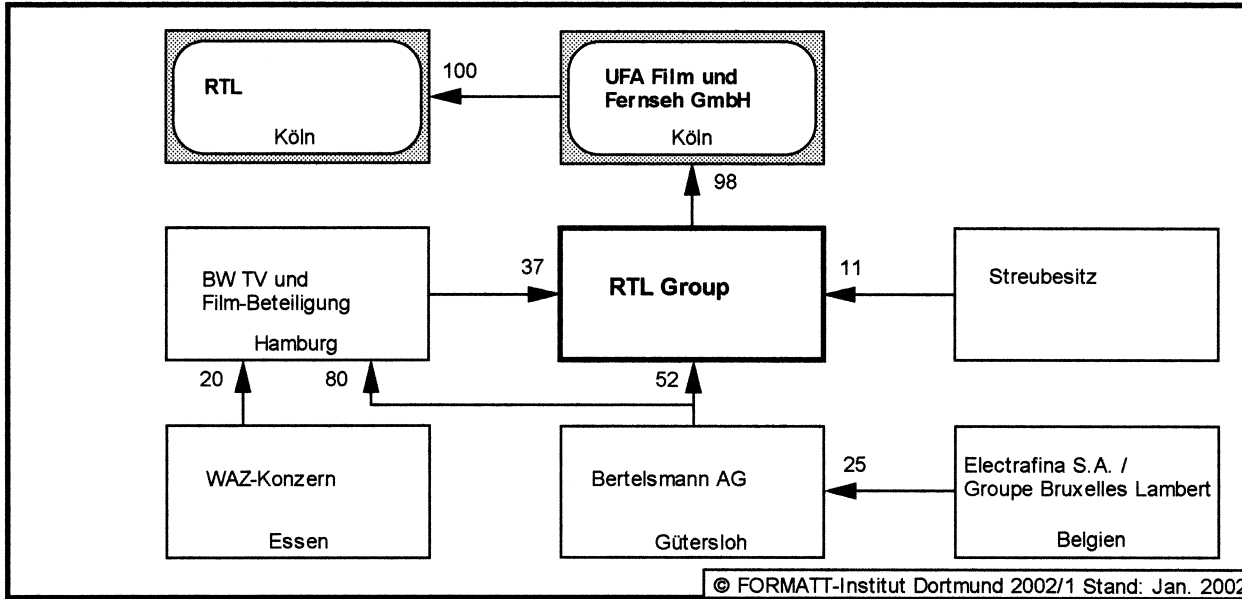 RTL
Köln
100
UFA Film und
Fernseh GmbH
Köln
98
BW TV und
Film-Beteiligung
Hamburg
37
RTL Group
11
Streubesitz
20
80
52
WAZ-Konzern
Essen
Bertelsmann AG
Gütersloh
25
Electrafina S.A. /
Groupe Bruxelles Lambert
Belgien
© FORMATT-Institut Dortmund 2002/1 Stand: Jan. 2002